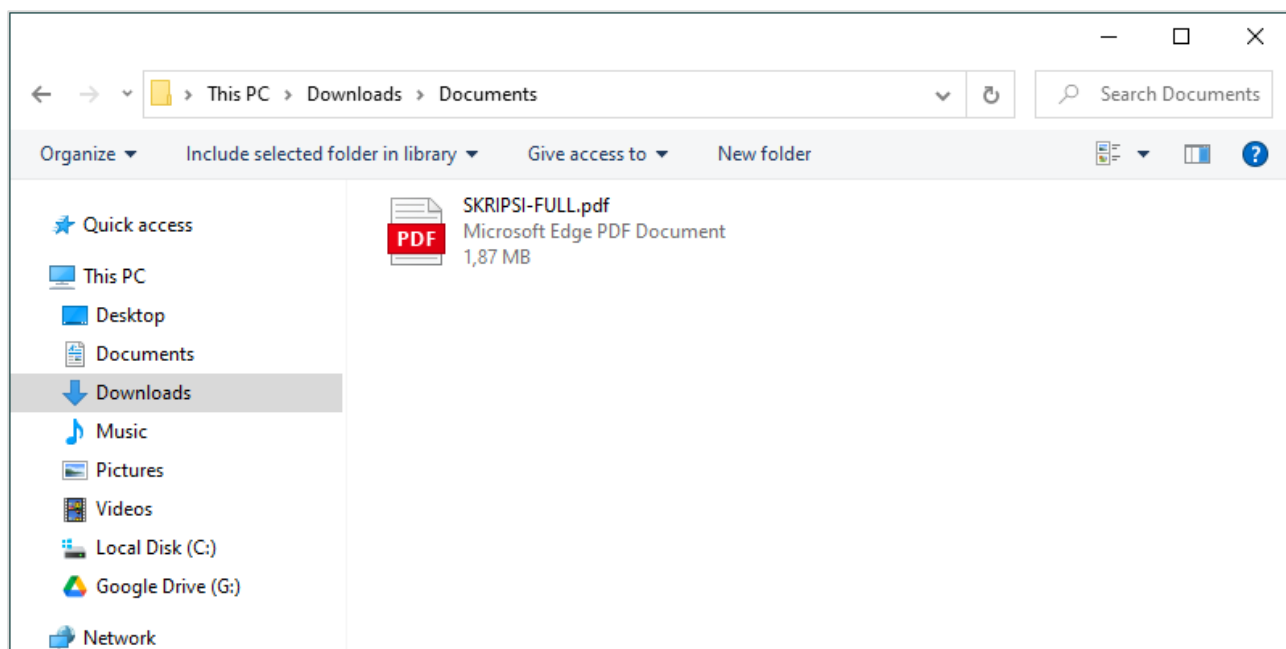 This PC > Downloads > Documents
Search Documents
Organize
Include selected folder in library
Give access to
New folder
?
Quick access
This PC
Desktop
Documents
Downloads
Music
Pictures
Videos
Local Disk (C:)
Google Drive (G:)
Network
PDF
SKRIPSI-FULL.pdf
Microsoft Edge PDF Document
1,87 MB